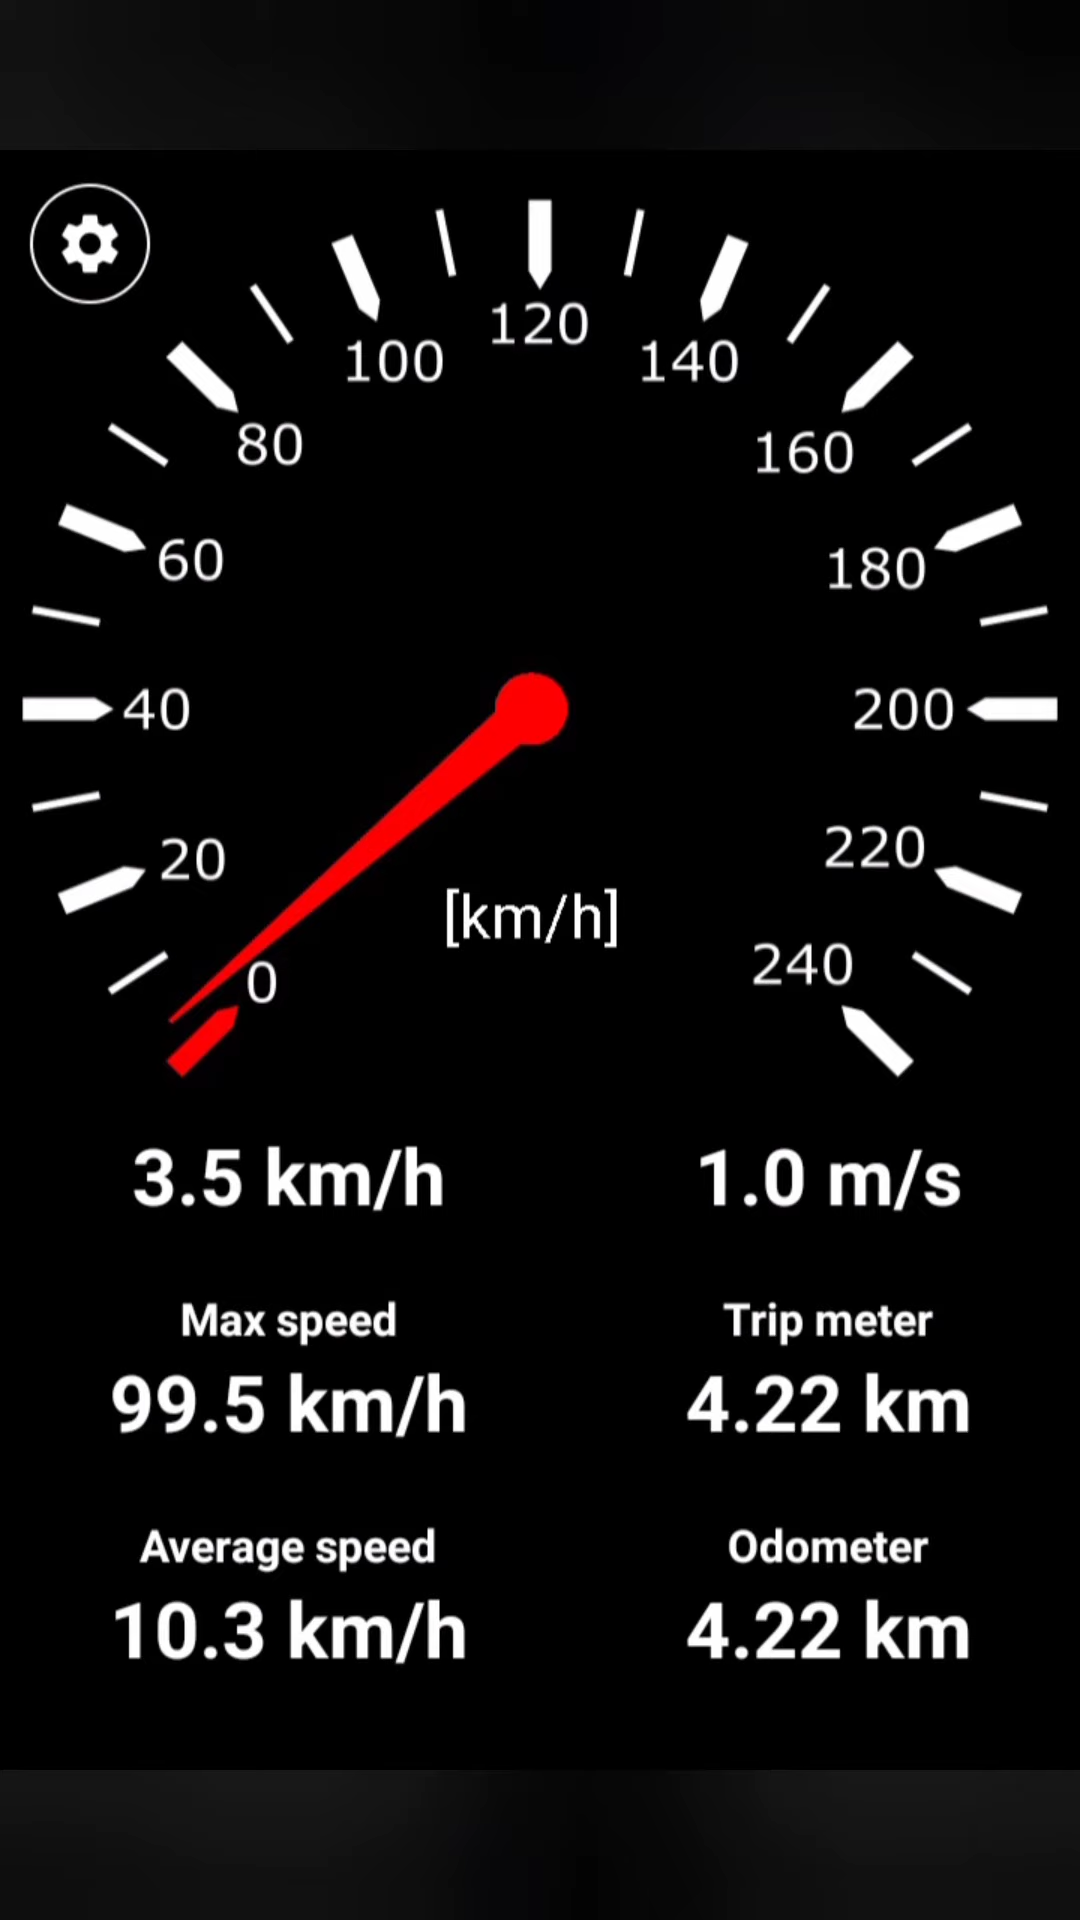 120
100
140
80
160
60
180
40
200
20
220
[km/h]
0
240
3.5 km/h
1.0 m/s
Max speed
Trip meter
99.5 km/h
4.22 km
Average speed
Odometer
10.3 km/h
4.22 km